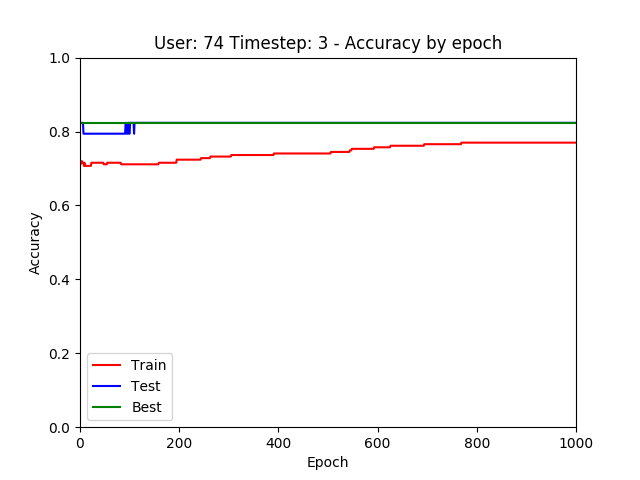 User: 74 Timestep: 3 - Accuracy by epoch
1.0
0.8
0.6
0.4
0.2
0.0
Accuracy
Train
Test
Best
0 200 400 600 800 1000
Epoch